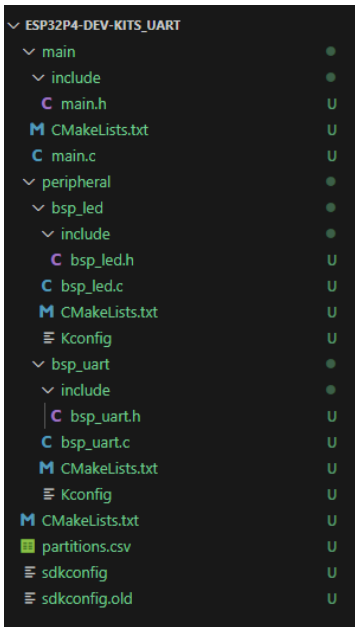 ESP32P4-DEV-KITS_UART
main
include
C main.h U
M CMakeLists.txt U
C main.c U
peripheral
bsp_led
include
C bsp_led.h U
C bsp_led.c U
M CMakeLists.txt U
Kconfig U
bsp_uart
include
C bsp_uart.h U
C bsp_uart.c U
M CMakeLists.txt U
Kconfig U
M CMakeLists.txt U
partitions.csv U
sdkconfig U
sdkconfig.old U